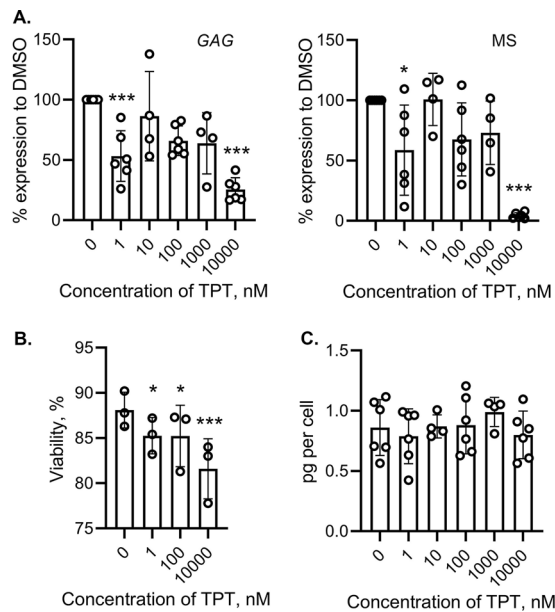 A.
GAG
% expression to DMSO
150
100
50
0
***
***
0 1 10 100 1000 10000
Concentration of TPT, nM
MS
% expression to DMSO
150
100
50
0
*
***
0 1 10 100 1000 10000
Concentration of TPT, nM
B.
Viability, %
95
90
85
80
75
* * ***
0 1 100 10000
Concentration of TPT, nM
C.
pg per cell
1.5
1.0
0.5
0.0
0 1 10 100 1000 10000
Concentration of TPT, nM